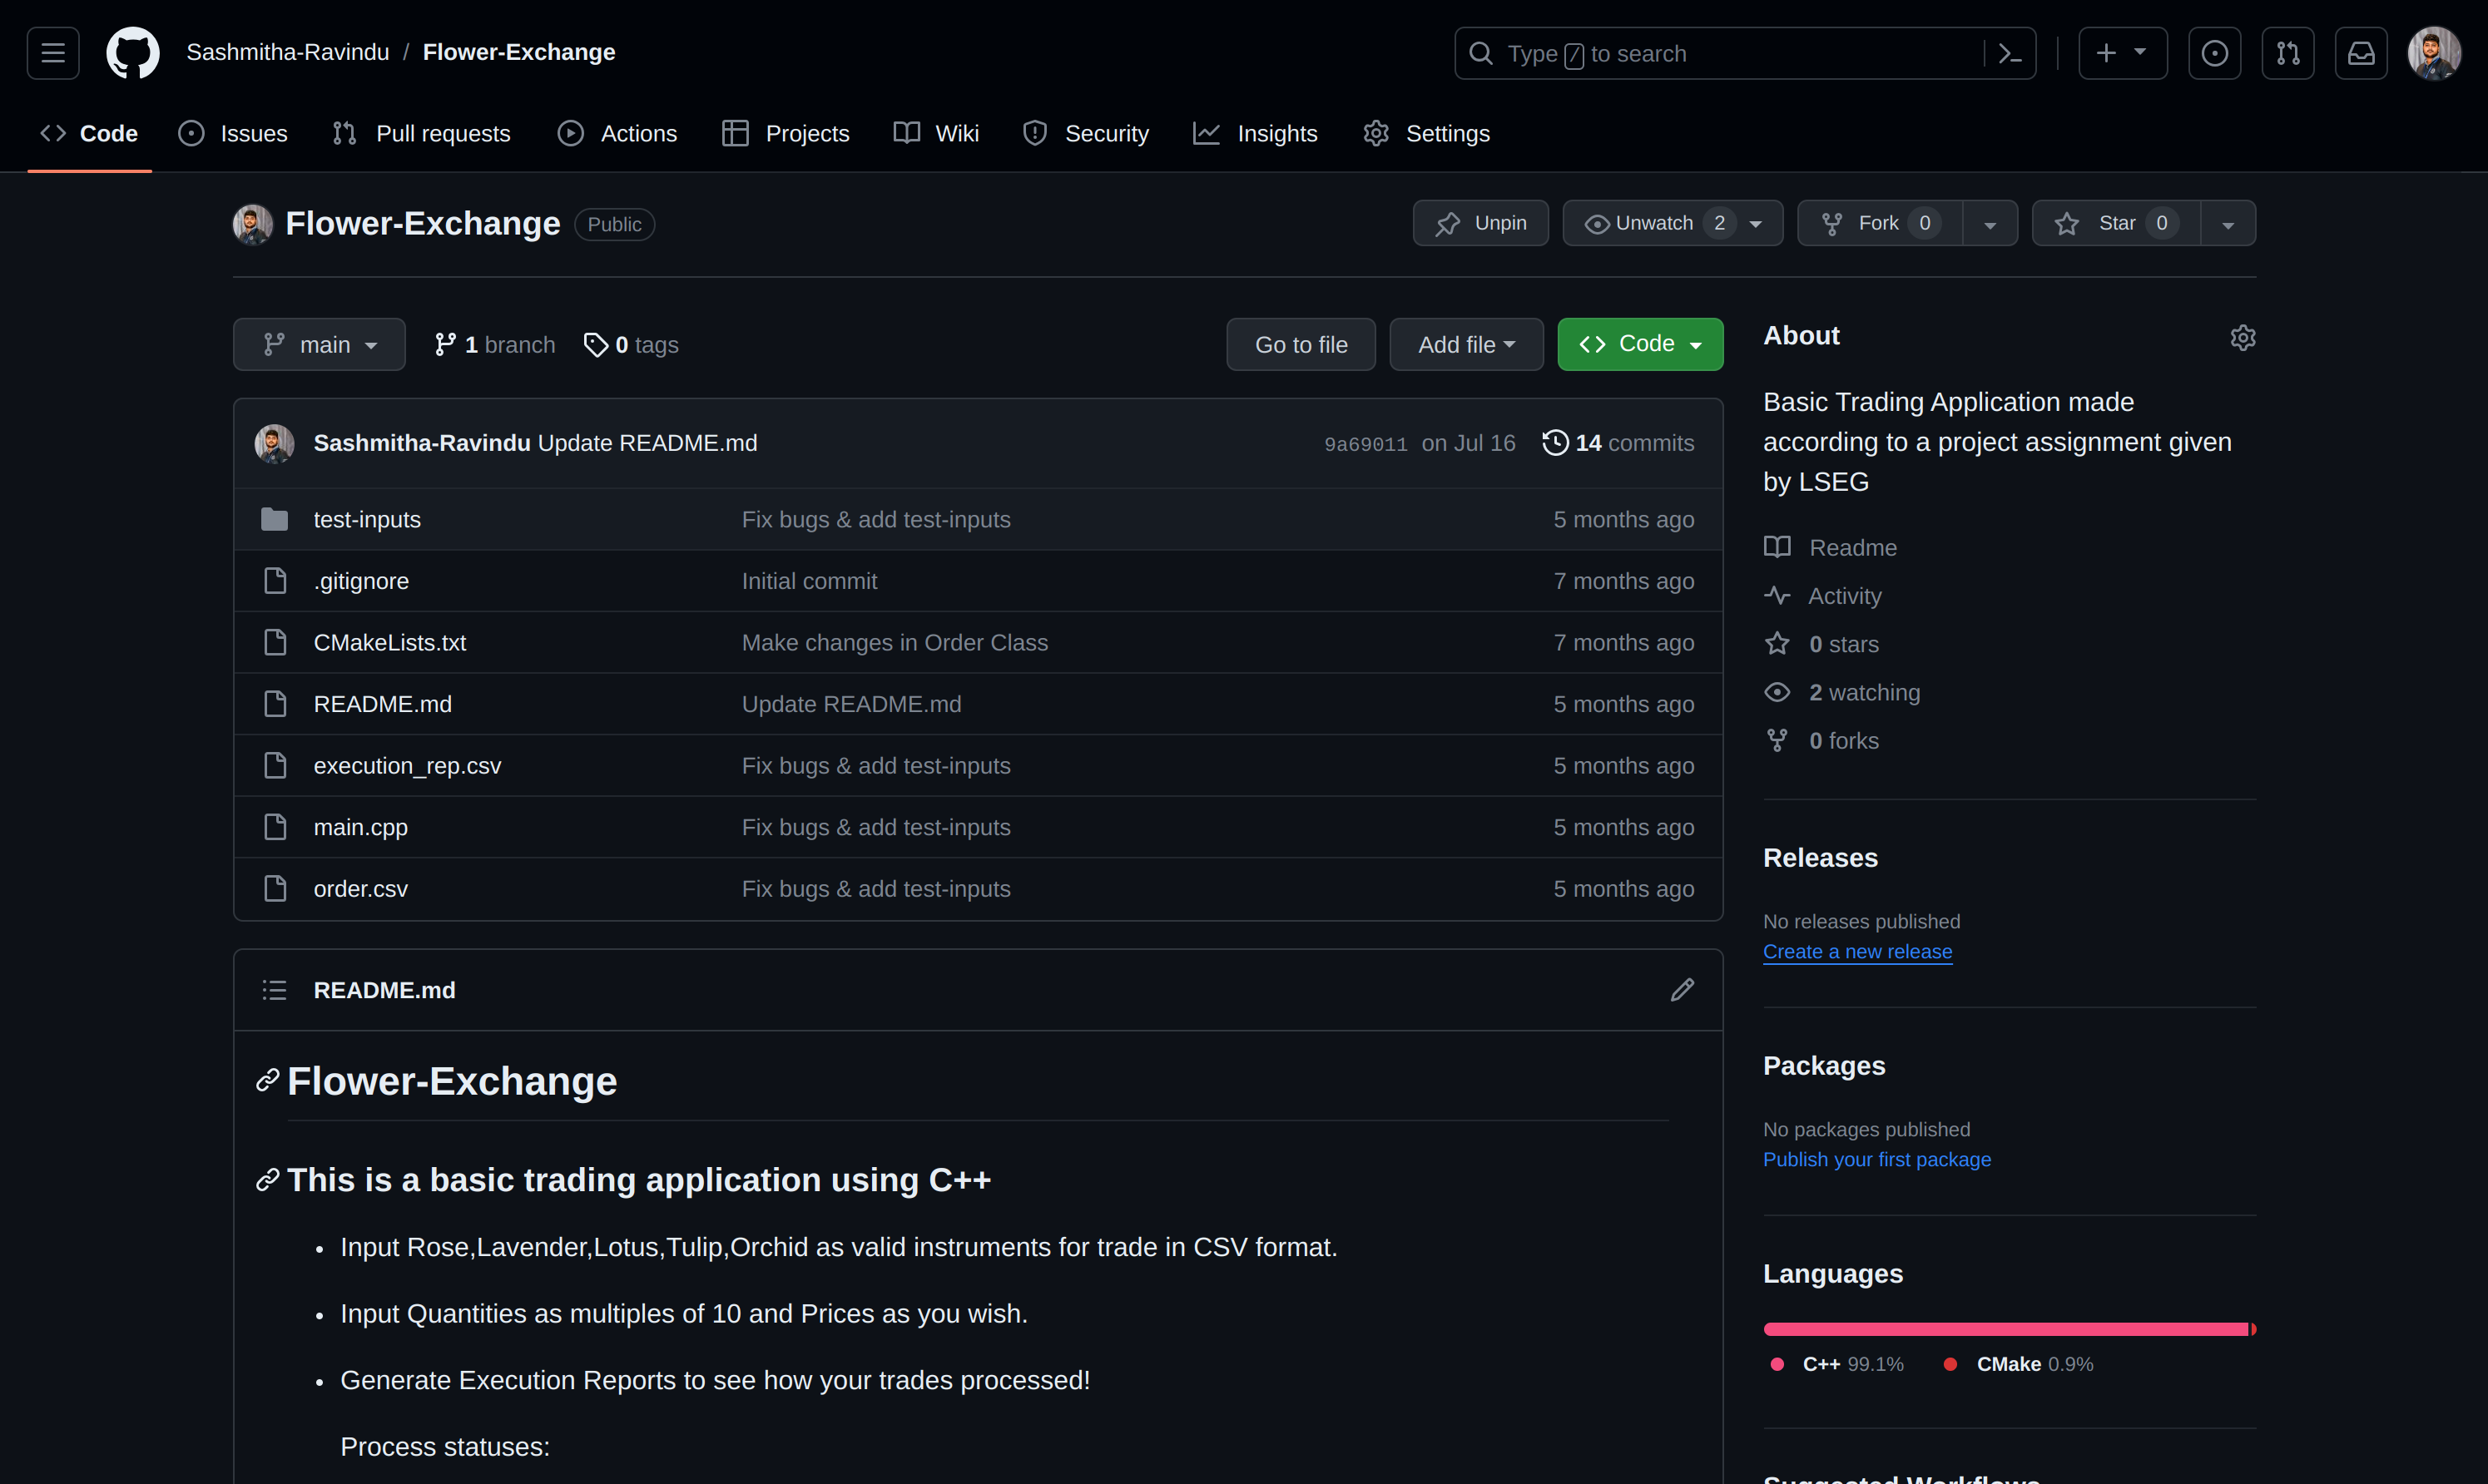 Sashmitha-Ravindu / Flower-Exchange
Type / to search
Code Issues Pull requests Actions Projects Wiki Security Insights Settings
Flower-Exchange Public
Unpin Unwatch 2 Fork 0 Star 0
main 1 branch 0 tags
Go to file Add file Code
Sashmitha-Ravindu Update README.md 9a69011 on Jul 16 14 commits
test-inputs Fix bugs & add test-inputs 5 months ago
.gitignore Initial commit 7 months ago
CMakeLists.txt Make changes in Order Class 7 months ago
README.md Update README.md 5 months ago
execution_rep.csv Fix bugs & add test-inputs 5 months ago
main.cpp Fix bugs & add test-inputs 5 months ago
order.csv Fix bugs & add test-inputs 5 months ago
README.md
Flower-Exchange
This is a basic trading application using C++
• Input Rose,Lavender,Lotus,Tulip,Orchid as valid instruments for trade in CSV format.
• Input Quantities as multiples of 10 and Prices as you wish.
• Generate Execution Reports to see how your trades processed!
Process statuses:
About
Basic Trading Application made
according to a project assignment given
by LSEG
Readme
Activity
0 stars
2 watching
0 forks
Releases
No releases published
Create a new release
Packages
No packages published
Publish your first package
Languages
C++ 99.1% CMake 0.9%
Suggested Workflows